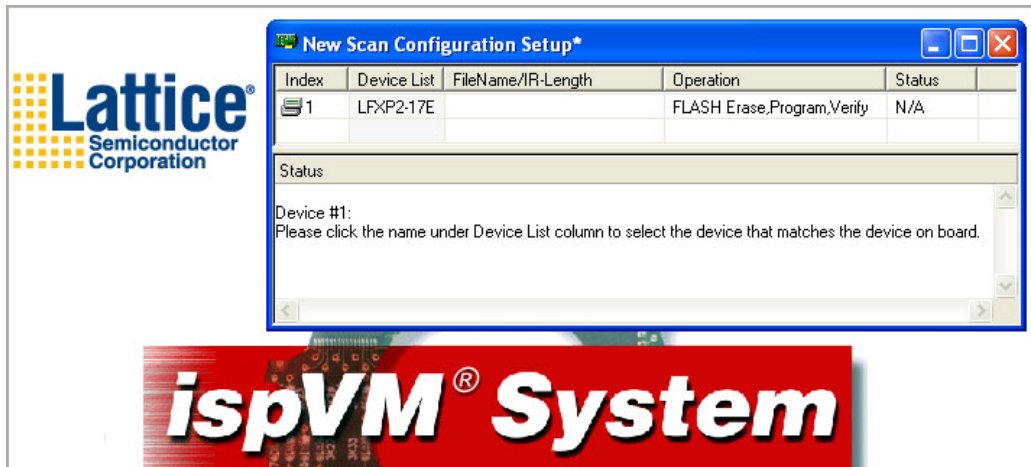 Lattice®
Semiconductor
Corporation
New Scan Configuration Setup*
Index Device List FileName/IR-Length Operation Status
1 LFXP2-17E FLASH Erase,Program,Verify N/A
Status
Device #1:
Please click the name under Device List column to select the device that matches the device on board.
ispVM® System